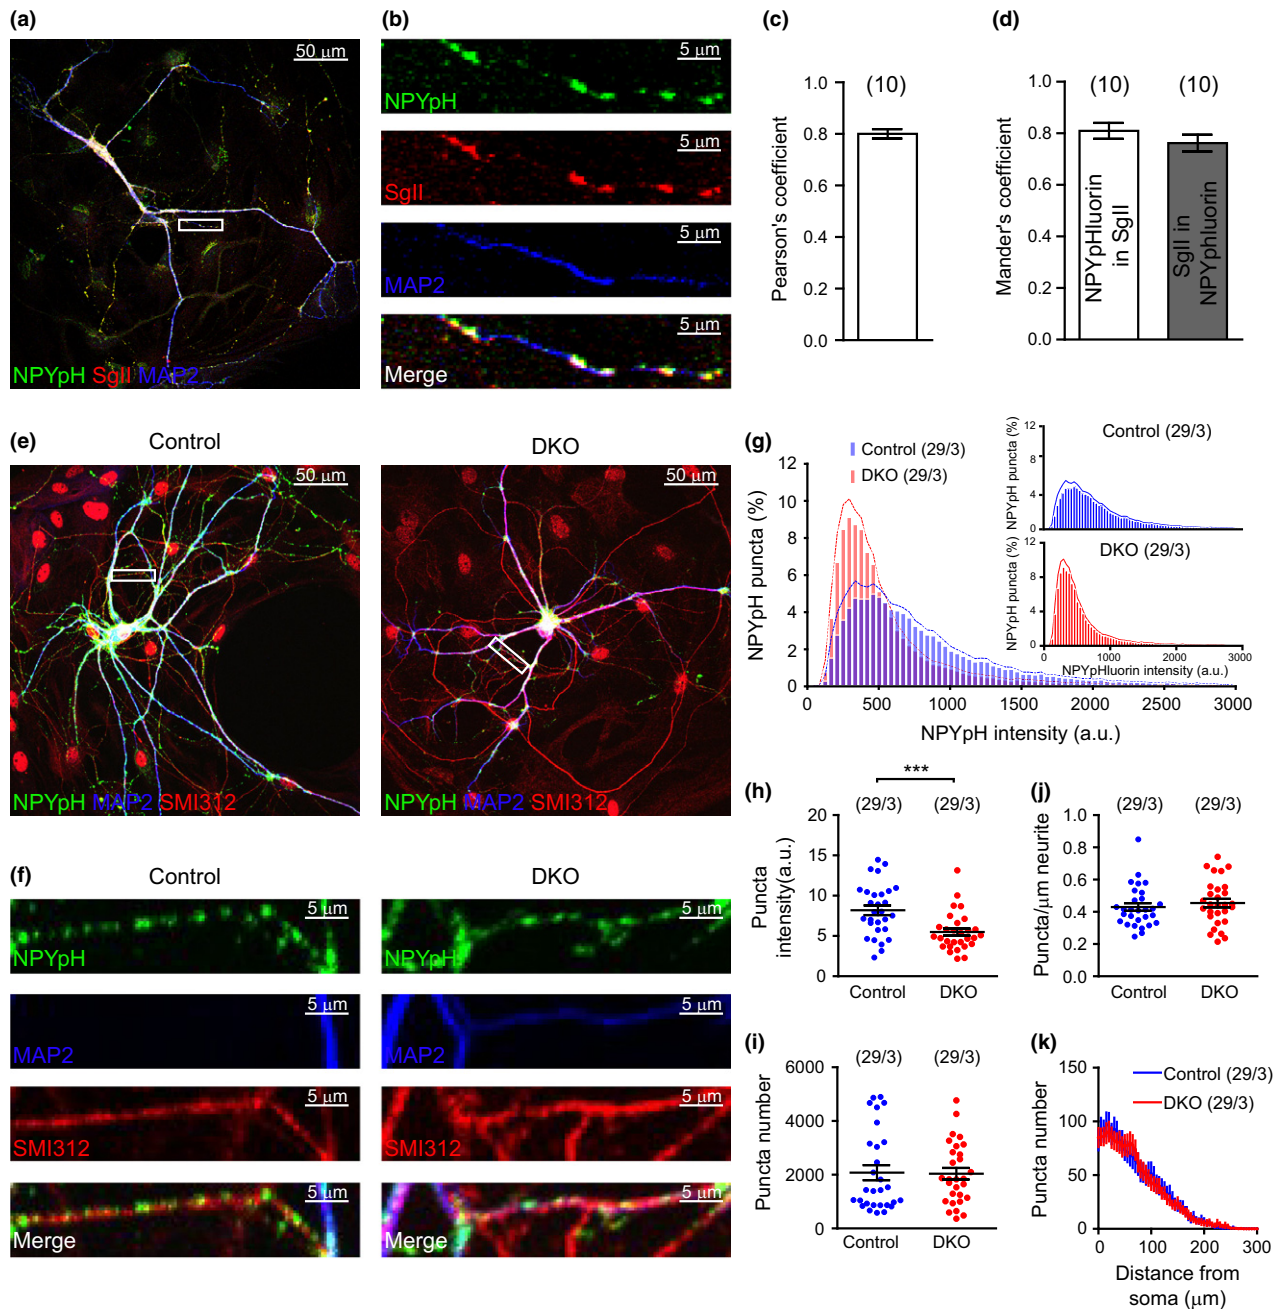 (a)
50 µm
NPYpH SgII MAP2
(b)
5 µm
NPYpH
5 µm
SgII
5 µm
MAP2
5 µm
Merge
(c)
(10)
1.0
0.8
0.6
0.4
0.2
0.0
Pearson's coefficient
(d)
(10)
(10)
1.0
0.8
0.6
0.4
0.2
0.0
Mander's coefficient
NPYpHluorin
in SgII
SgII in
NPYphluorin
(e)
Control
50 µm
NPYpH MAP2 SMI312
DKO
50 µm
NPYpH MAP2 SMI312
(f)
Control
5 µm
NPYpH
5 µm
MAP2
5 µm
SMI312
5 µm
Merge
DKO
5 µm
NPYpH
5 µm
MAP2
5 µm
SMI312
5 µm
Merge
(g)
Control (29/3)
DKO (29/3)
12
10
8
6
4
2
0
NPYpH puncta (%)
0
500
1000
1500
2000
2500
3000
NPYpH intensity (a.u.)
Control (29/3)
12
8
4
0
NPYpH puncta (%)
DKO (29/3)
12
8
4
0
NPYpH puncta (%)
0
1000
2000
3000
NPYpHluorin intensity (a.u.)
(h)
***
(29/3)
(29/3)
20
15
10
5
0
Puncta
intensity(a.u.)
Control
DKO
(j)
(29/3)
(29/3)
1.0
0.8
0.6
0.4
0.2
0.0
Puncta/µm neurite
Control
DKO
(i)
(29/3)
(29/3)
6000
4000
2000
0
Puncta number
Control
DKO
(k)
Control (29/3)
DKO (29/3)
150
100
50
0
Puncta number
0
100
200
300
Distance from
soma (µm)